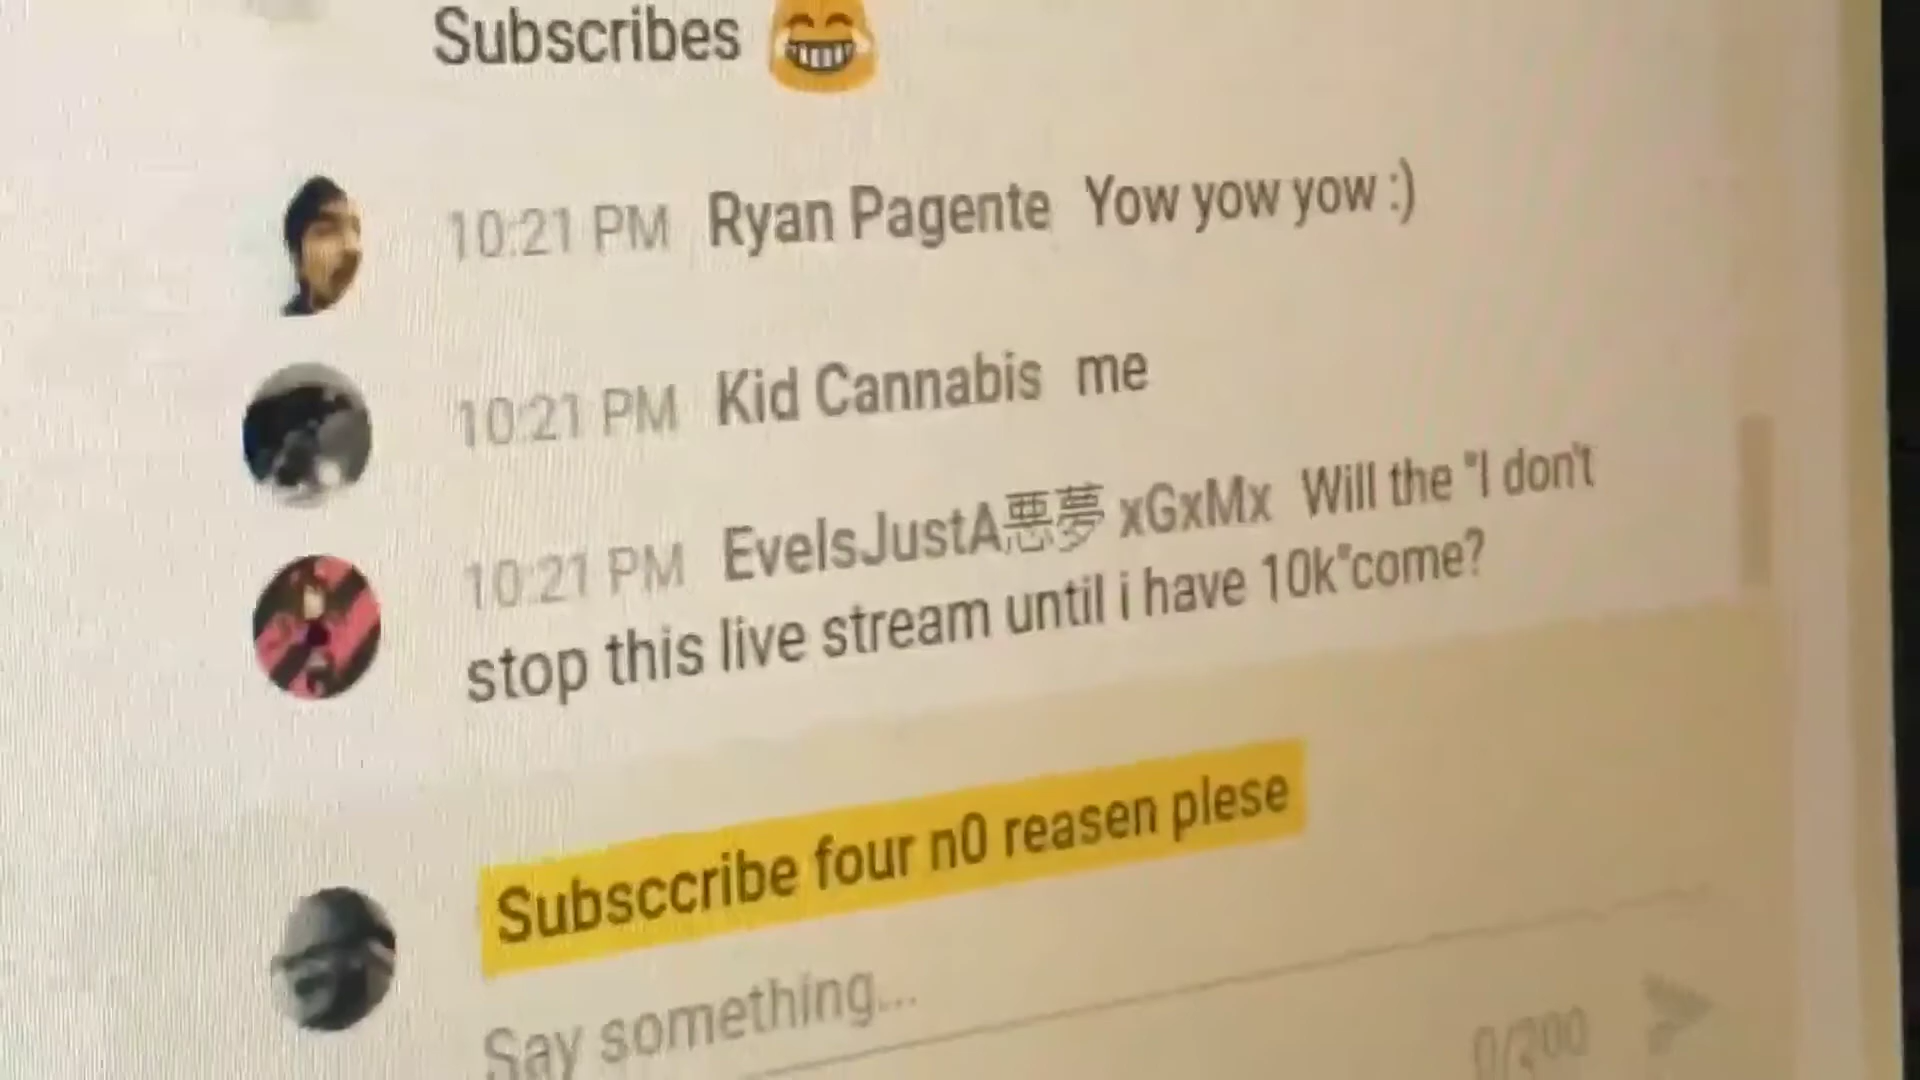 Subscribes
10:21 PM Ryan Pagente Yow yow yow :)
10:21 PM Kid Cannabis me
10:21 PM EveIsJustA悪夢 xGxMx Will the "I don't
stop this live stream until i have 10k"come?
Subsccribe four n0 reasen plese
Say something...
0/200